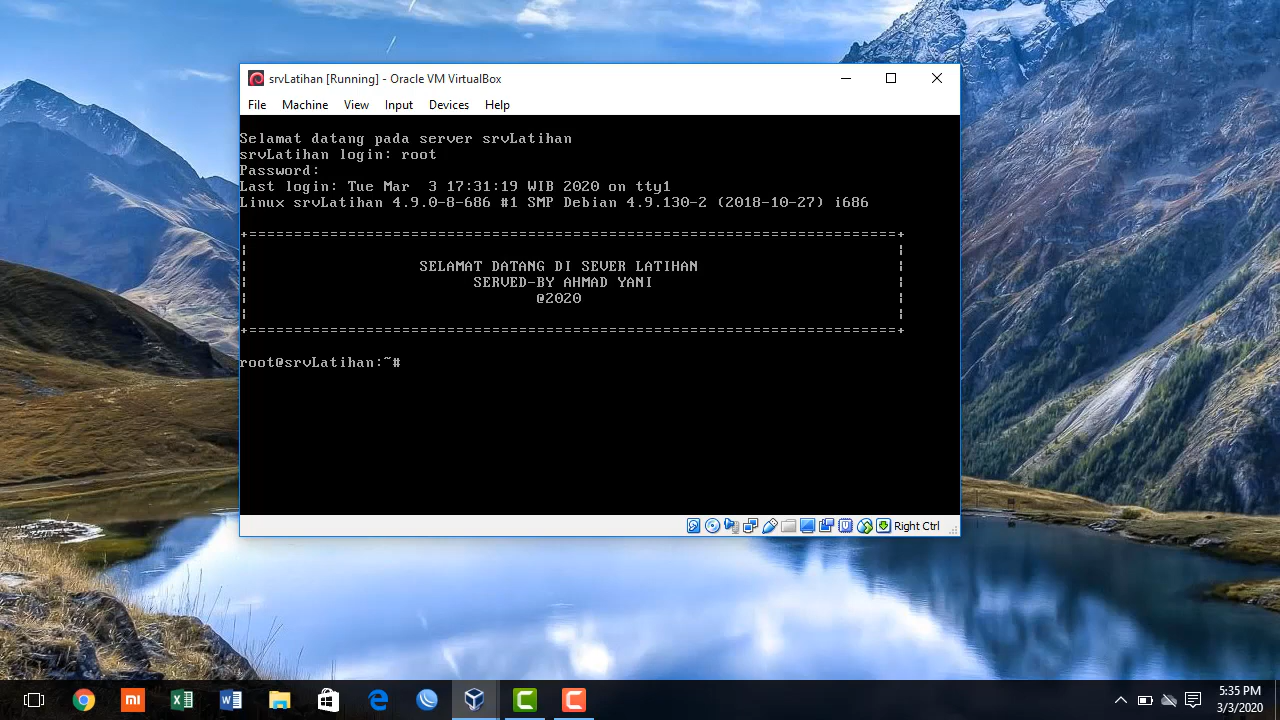 srvLatihan [Running] - Oracle VM VirtualBox
File Machine View Input Devices Help
Selamat datang pada server srvLatihan
srvLatihan login: root
Password:
Last login: Tue Mar  3 17:31:19 WIB 2020 on tty1
Linux srvLatihan 4.9.0-8-686 #1 SMP Debian 4.9.130-2 (2018-10-27) i686
+========================================================================+
SELAMAT DATANG DI SEVER LATIHAN
SERVED-BY AHMAD YANI
@2020
+========================================================================+
root@srvLatihan:~#
Right Ctrl
mi
5:35 PM
3/3/2020